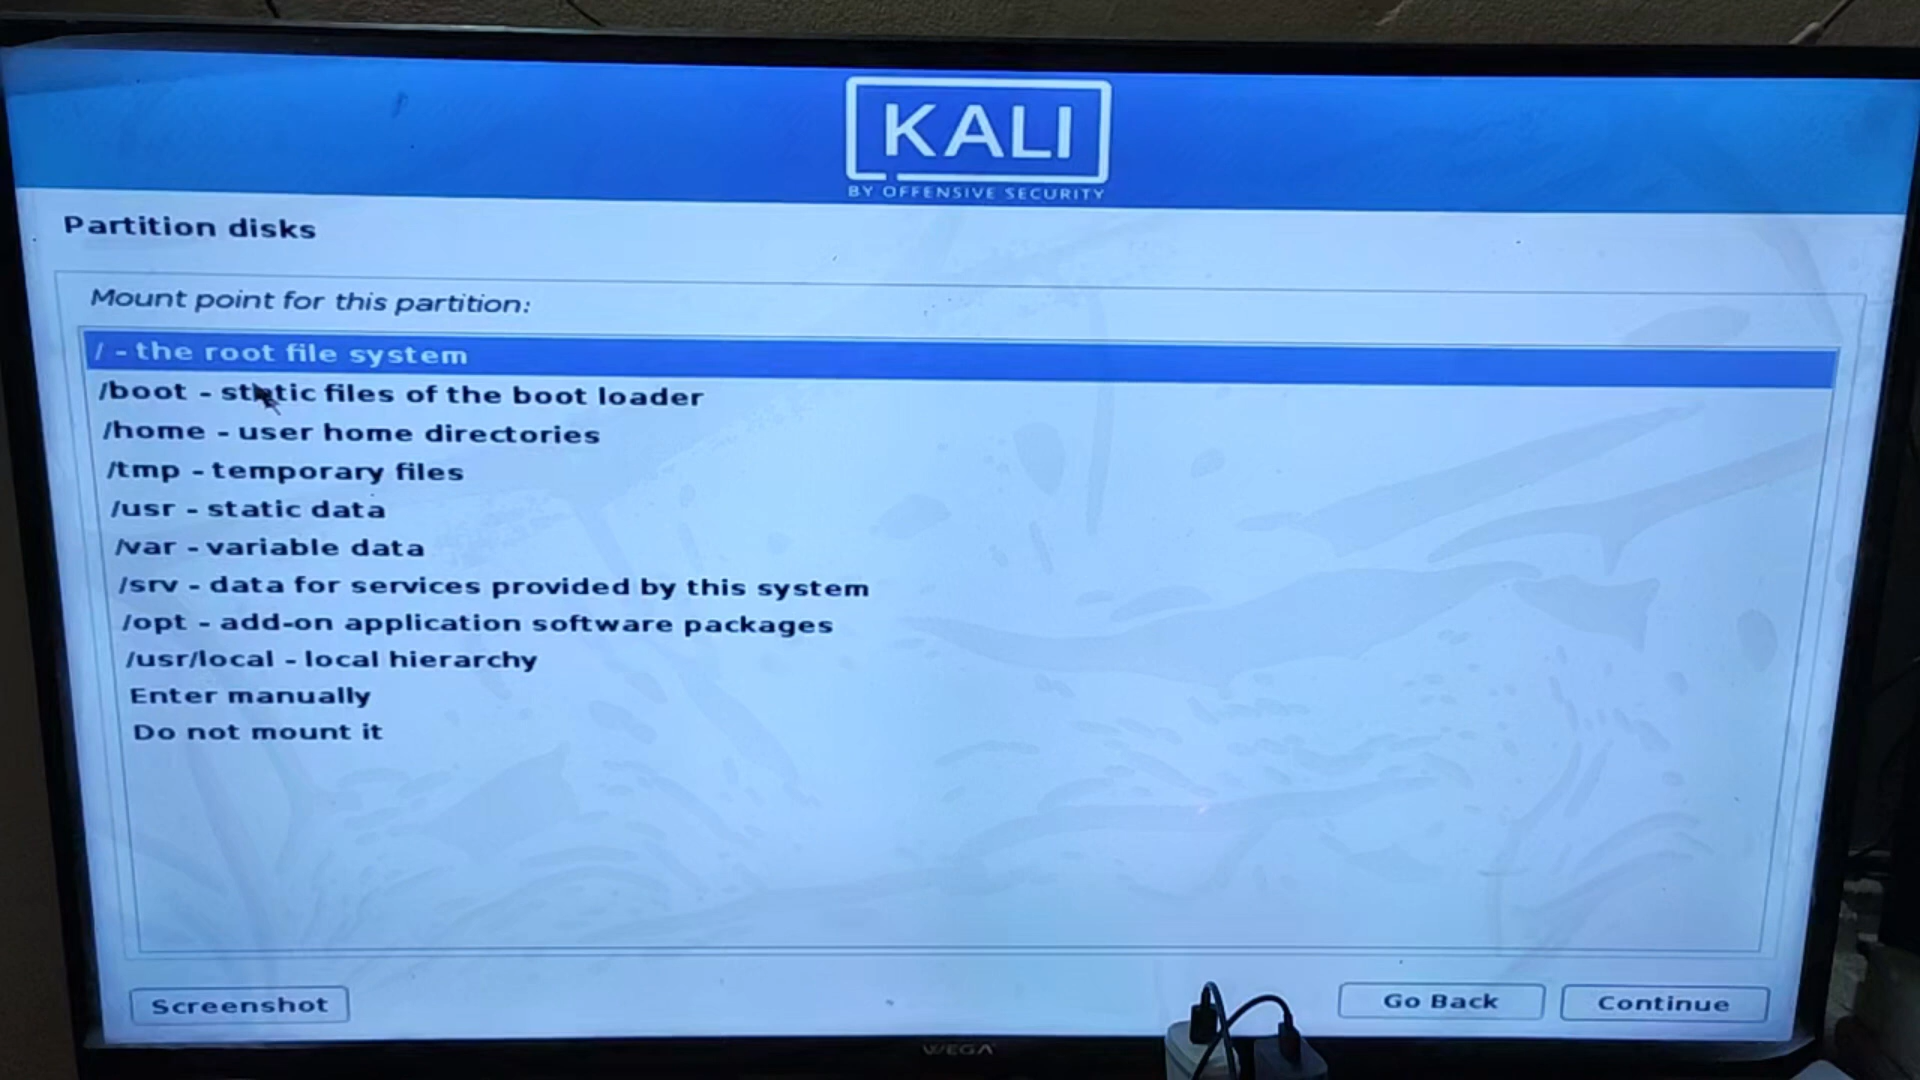 KALI
BY OFFENSIVE SECURITY
Partition disks
Mount point for this partition:
/ - the root file system
/boot - static files of the boot loader
/home - user home directories
/tmp - temporary files
/usr - static data
/var - variable data
/srv - data for services provided by this system
/opt - add-on application software packages
/usr/local - local hierarchy
Enter manually
Do not mount it
Screenshot
Go Back
Continue
WEGA